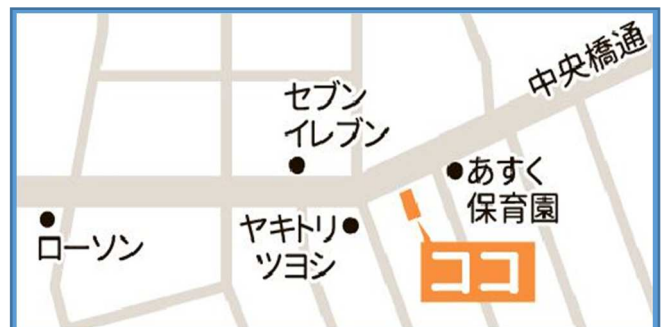 中央橋通
セブン
イレブン
あすく
保育園
ローソン
ヤキトリ
ツヨシ
ココ